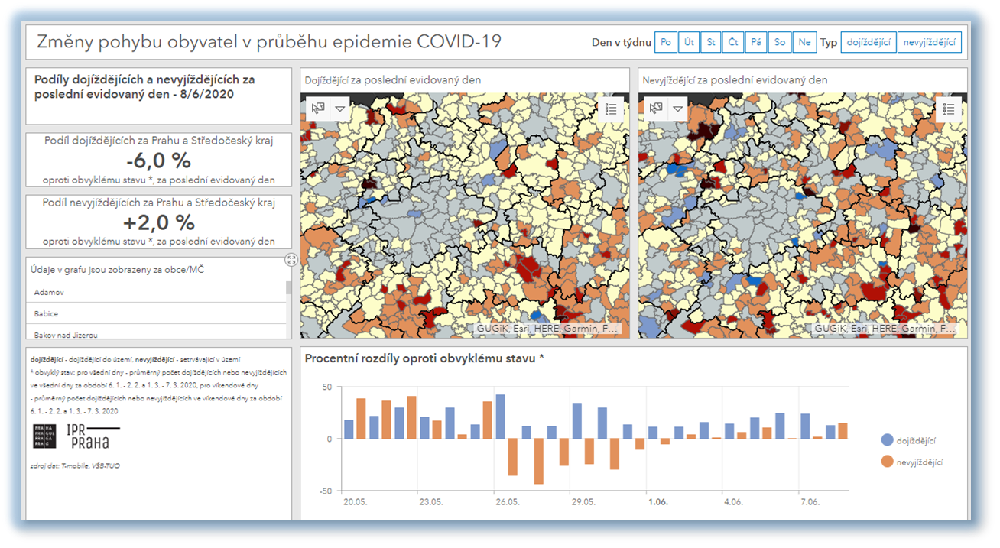 Změny pohybu obyvatel v průběhu epidemie COVID-19
Den v týdnu Po Út St Čt Pá So Ne Typ dojíždějící nevyjíždějící
Podíly dojíždějících a nevyjíždějících za
poslední evidovaný den - 8/6/2020
Podíl dojíždějících za Prahu a Středočeský kraj
-6,0 %
oproti obvyklému stavu *, za poslední evidovaný den
Podíl nevyjíždějících za Prahu a Středočeský kraj
+2,0 %
oproti obvyklému stavu *, za poslední evidovaný den
Údaje v grafu jsou zobrazeny za obce/MČ
Adamov
Babice
Bakov nad Jizerou
dojíždějící - dojíždějící do území, nevyjíždějící - setrvávající v území
* obvyklý stav: pro všední dny - průměrný počet dojíždějících nebo nevyjíždějících
ve všední dny za období 6. 1. - 2. 2. a 1. 3. - 7. 3. 2020, pro víkendové dny
- průměrný počet dojíždějících nebo nevyjíždějících ve víkendové dny za období
6. 1. - 2. 2. a 1. 3. - 7. 3. 2020
PRA HA
PRA GUE
PRA GA
PRA G
IPR
PRAHA
zdroj dat: T-mobile, VŠB-TUO
Dojíždějící za poslední evidovaný den
GUGiK, Esri, HERE, Garmin, F...
Nevyjíždějící za poslední evidovaný den
GUGiK, Esri, HERE, Garmin, F...
Procentní rozdíly oproti obvyklému stavu *
50
0
-50
20.05. 23.05. 26.05. 29.05. 1.06. 4.06. 7.06.
dojíždějící
nevyjíždějící